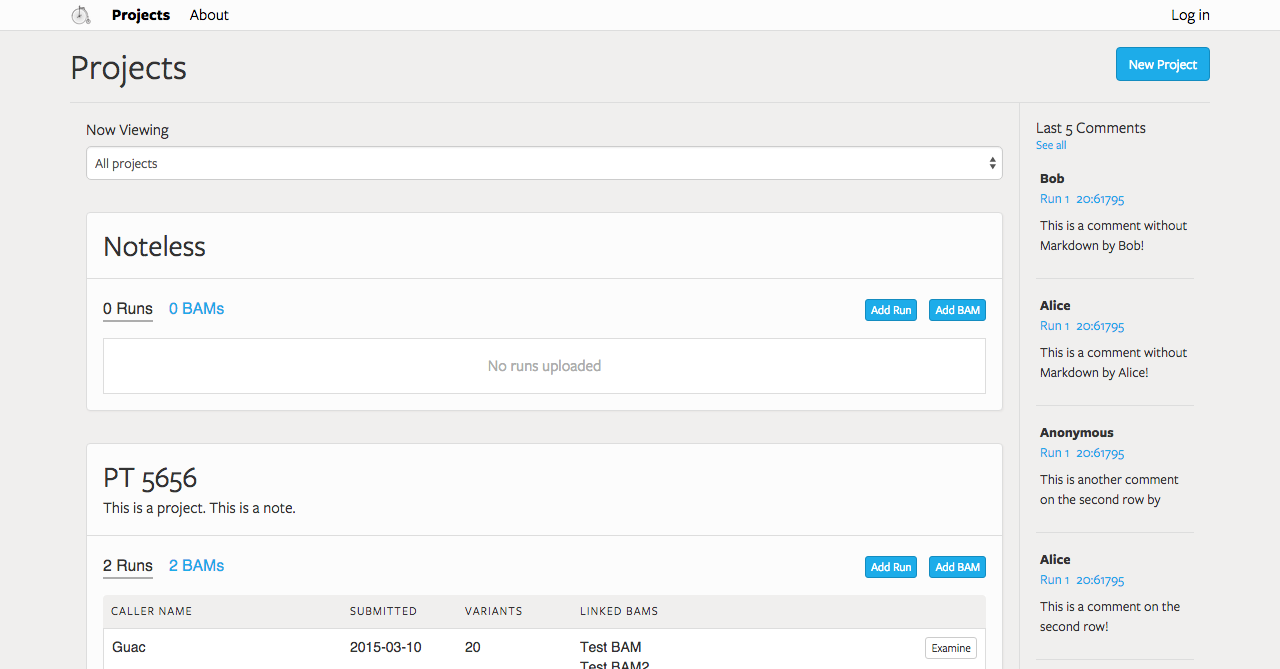 Projects About Log in
Projects New Project
Now Viewing
All projects
Noteless
0 Runs 0 BAMs Add Run Add BAM
No runs uploaded
PT 5656
This is a project. This is a note.
2 Runs 2 BAMs Add Run Add BAM
CALLER NAME SUBMITTED VARIANTS LINKED BAMS
Guac 2015-03-10 20 Test BAM Examine
Test BAM2
Last 5 Comments
See all
Bob
Run 1 20:61795
This is a comment without
Markdown by Bob!
Alice
Run 1 20:61795
This is a comment without
Markdown by Alice!
Anonymous
Run 1 20:61795
This is another comment
on the second row by
Alice
Run 1 20:61795
This is a comment on the
second row!